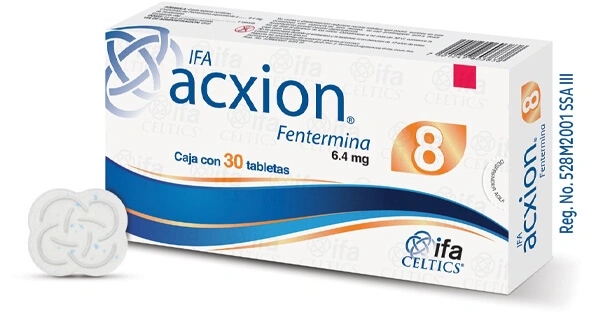 IFA
acxion®
Fentermina
6.4 mg
8
Caja con 30 tabletas
ifa
CELTICS®
8
IFA
acxion®
Fentermina
Reg. No. 528M2001 SSA III